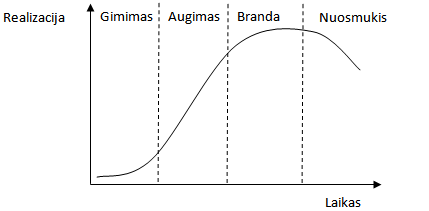 Realizacija
Gimimas
Augimas
Branda
Nuosmukis
Laikas